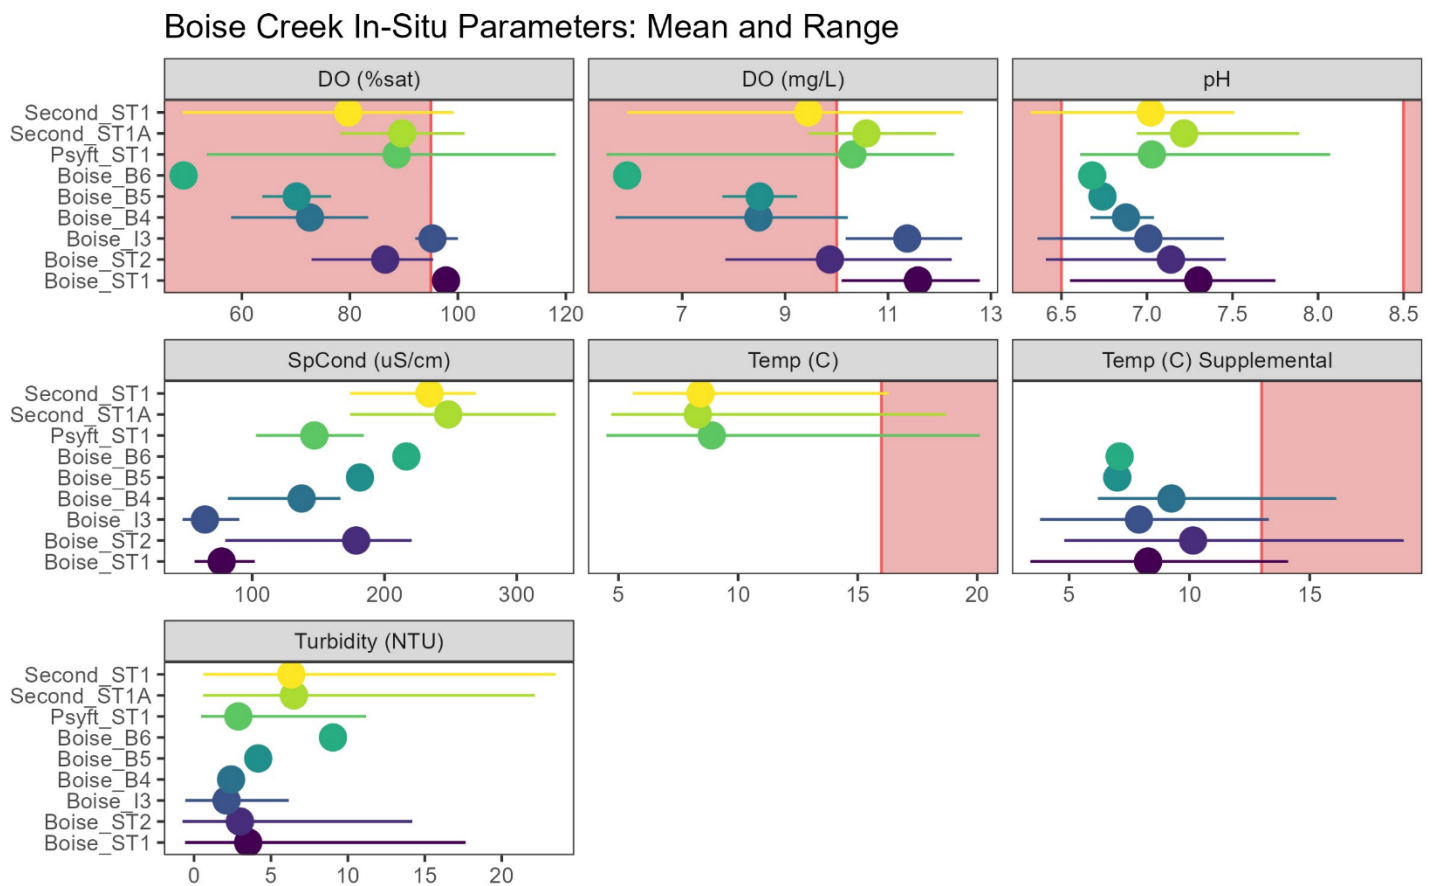 Boise Creek In-Situ Parameters: Mean and Range
DO (%sat)
DO (mg/L)
pH
Second_ST1
Second_ST1A
Psyft_ST1
Boise_B6
Boise_B5
Boise_B4
Boise_I3
Boise_ST2
Boise_ST1
60 80 100 120
7 9 11 13
6.5 7.0 7.5 8.0 8.5
SpCond (uS/cm)
Temp (C)
Temp (C) Supplemental
Second_ST1
Second_ST1A
Psyft_ST1
Boise_B6
Boise_B5
Boise_B4
Boise_I3
Boise_ST2
Boise_ST1
100 200 300
5 10 15 20
5 10 15
Turbidity (NTU)
Second_ST1
Second_ST1A
Psyft_ST1
Boise_B6
Boise_B5
Boise_B4
Boise_I3
Boise_ST2
Boise_ST1
0 5 10 15 20